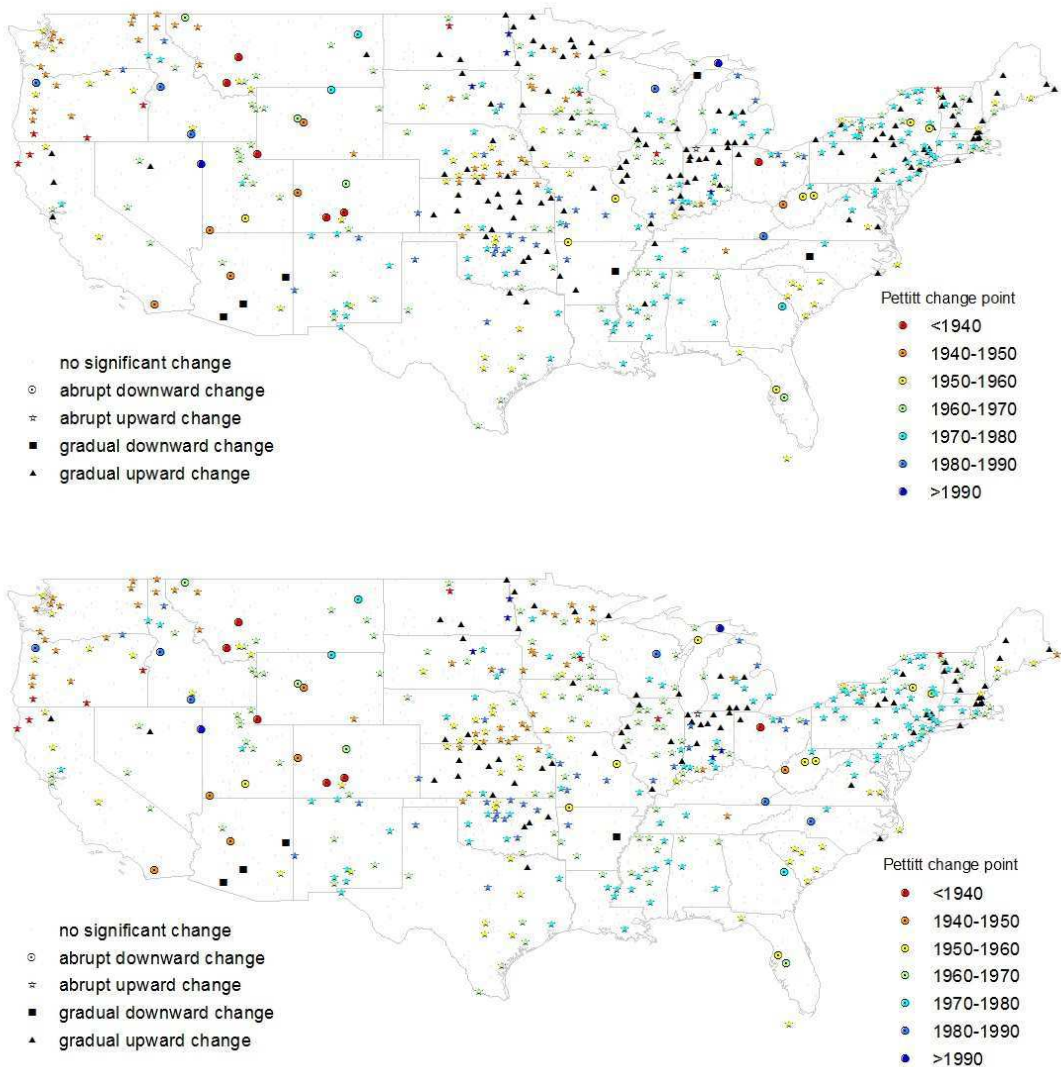 Pettitt change point
<1940
no significant change
1940-1950
abrupt downward change
1950-1960
abrupt upward change
1960-1970
gradual downward change
1970-1980
gradual upward change
1980-1990
>1990
Pettitt change point
<1940
no significant change
1940-1950
abrupt downward change
1950-1960
abrupt upward change
1960-1970
gradual downward change
1970-1980
gradual upward change
1980-1990
>1990